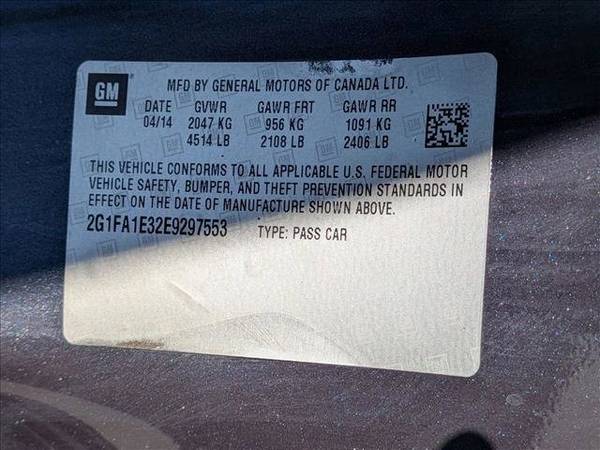 GM
MFD BY GENERAL MOTORS OF CANADA LTD.
DATE GVWR GAWR FRT GAWR RR
04/14 2047 KG 956 KG 1091 KG
4514 LB 2108 LB 2406 LB
THIS VEHICLE CONFORMS TO ALL APPLICABLE U.S. FEDERAL MOTOR
VEHICLE SAFETY, BUMPER, AND THEFT PREVENTION STANDARDS IN
EFFECT ON THE DATE OF MANUFACTURE SHOWN ABOVE.
2G1FA1E32E9297553 TYPE: PASS CAR